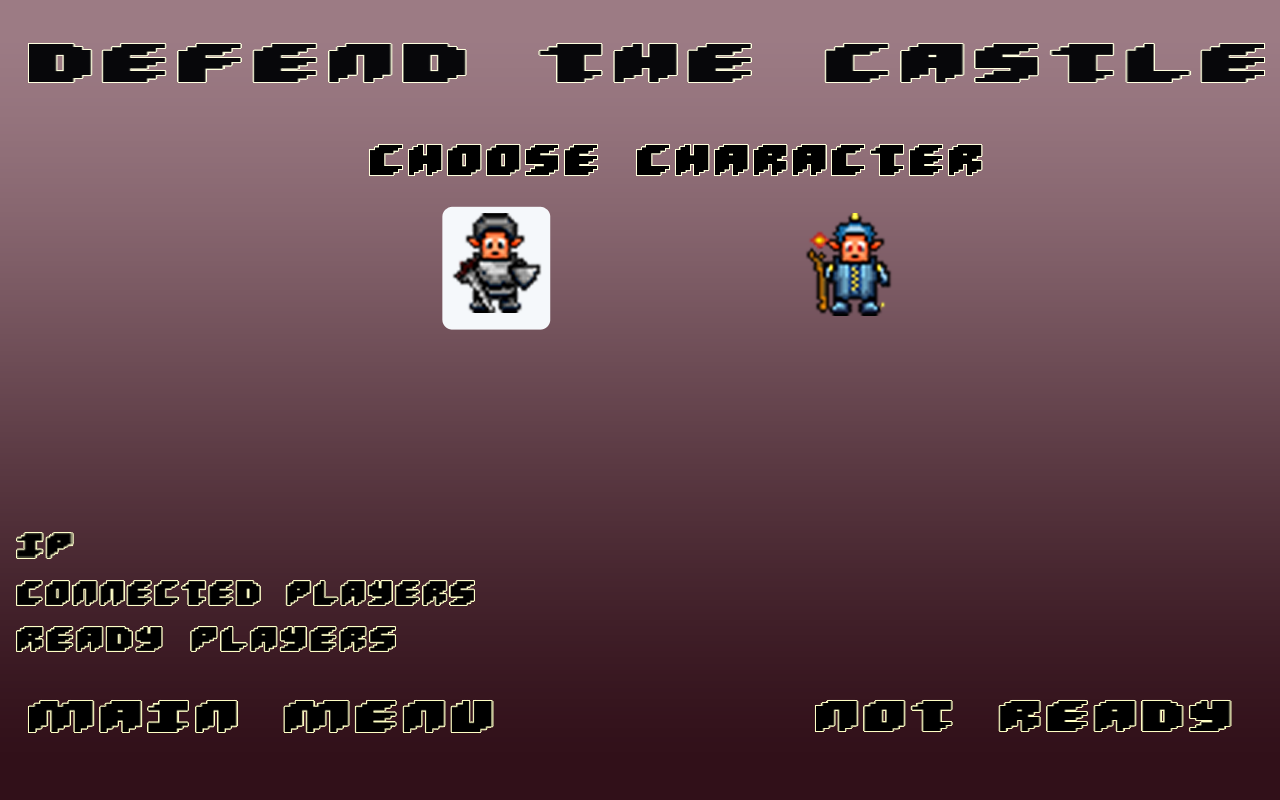 DEFEND THE CASTLE
CHOOSE CHARACTER
IP
CONNECTED PLAYERS
READY PLAYERS
MAIN MENU
NOT READY